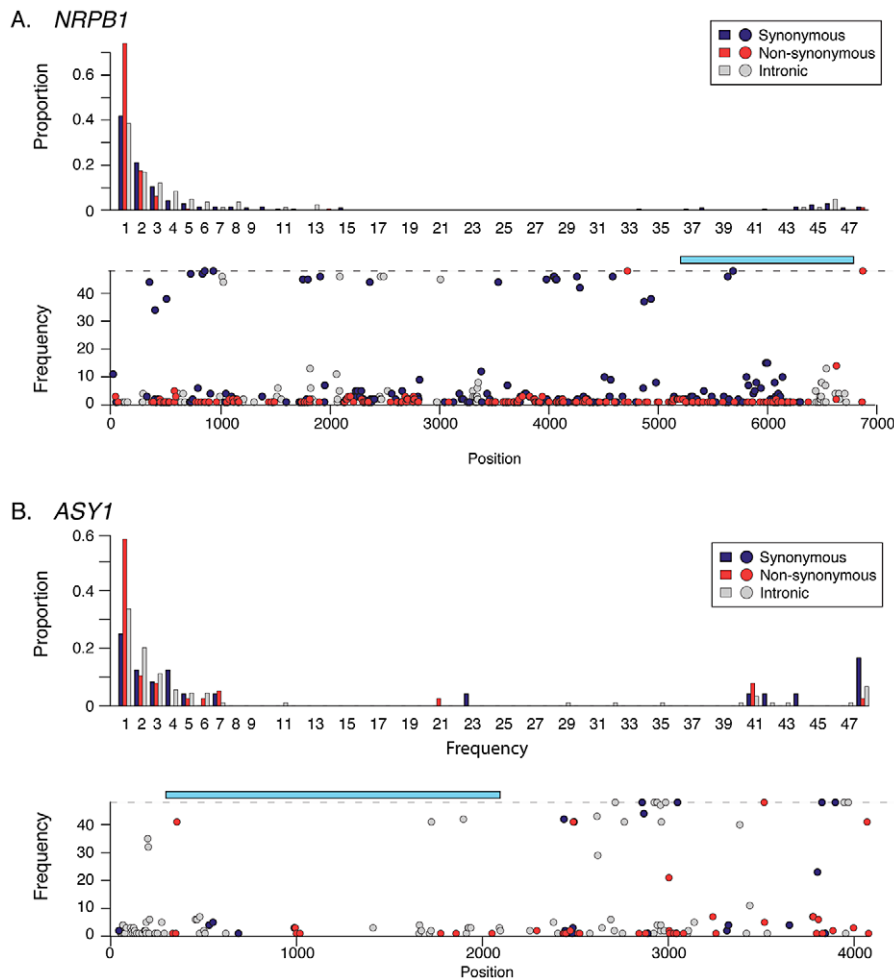 A. NRPB1
Synonymous
Non-synonymous
Intronic
Proportion
0.6
0.4
0.2
0
1 2 3 4 5 6 7 8 9 11 13 15 17 19 21 23 25 27 29 31 33 35 37 39 41 43 45 47
Frequency
40
30
20
10
0
0 1000 2000 3000 4000 5000 6000 7000
Position
B. ASY1
Synonymous
Non-synonymous
Intronic
Proportion
0.6
0.4
0.2
0
1 2 3 4 5 6 7 8 9 11 13 15 17 19 21 23 25 27 29 31 33 35 37 39 41 43 45 47
Frequency
Frequency
40
30
20
10
0
0 1000 2000 3000 4000
Position